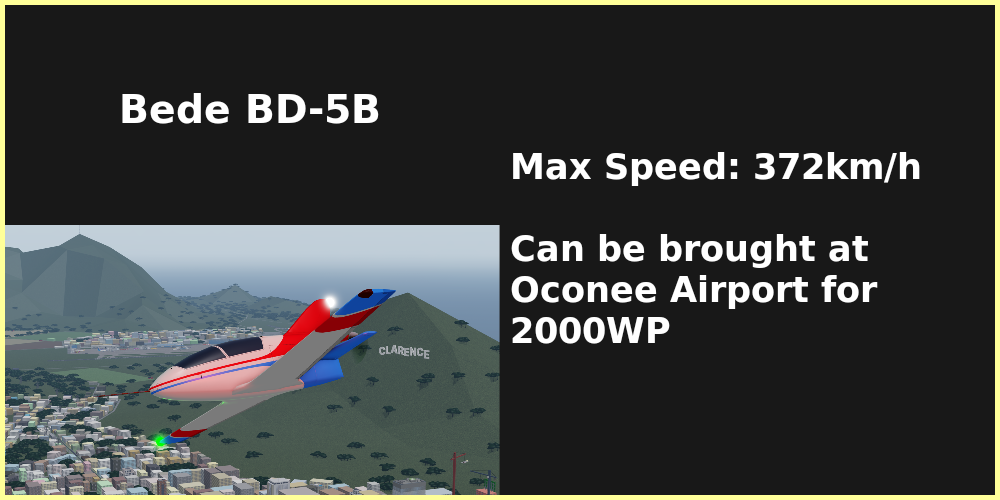 Bede BD-5B
Max Speed: 372km/h
Can be brought at
Oconee Airport for
2000WP
CLARENCE